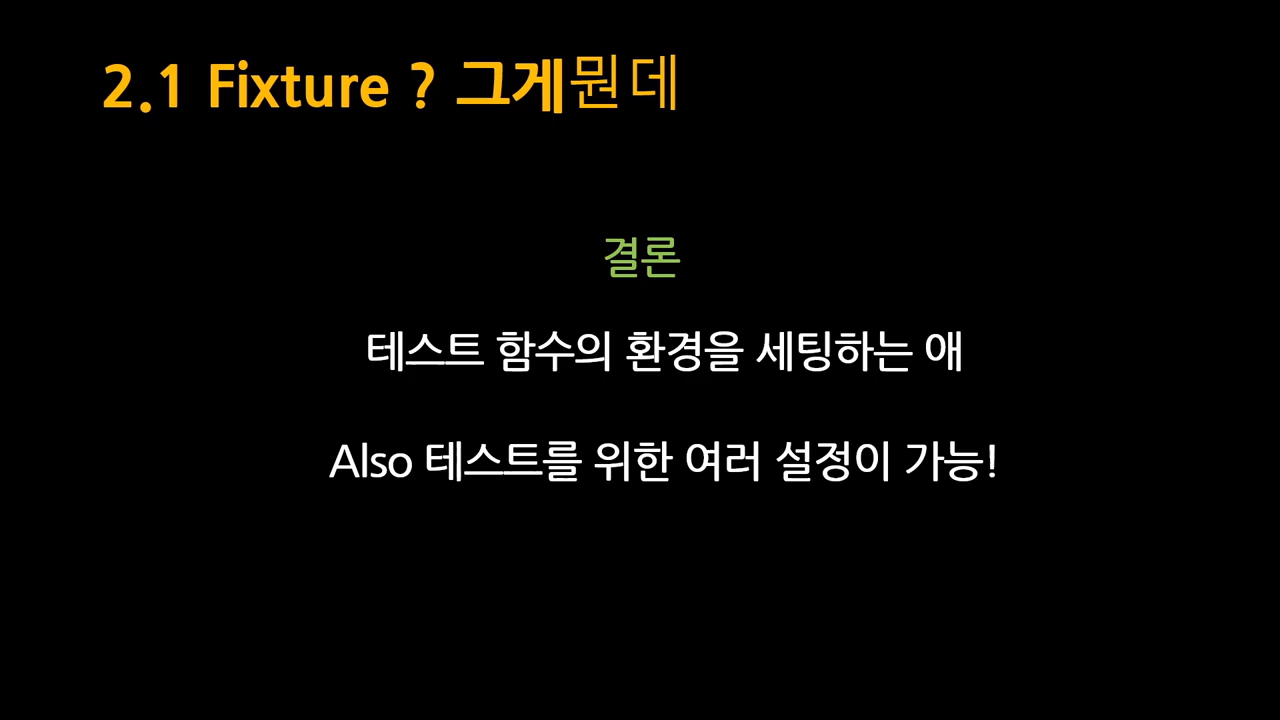 2.1 Fixture ? 그게뭔데
결론
테스트 함수의 환경을 세팅하는 애
Also 테스트를 위한 여러 설정이 가능!